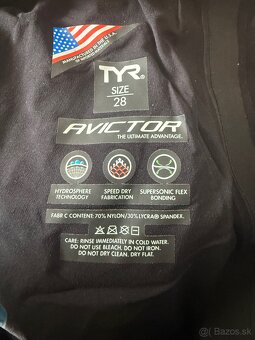 MANUFACTURED IN THE U.S.A.
TYR
SIZE
28
AVICTOR
THE ULTIMATE ADVANTAGE.
HYDROSPHERE
TECHNOLOGY
SPEED DRY
FABRICATION
SUPERSONIC FLEX
BONDING
FABRIC CONTENT: 70% NYLON/30% LYCRA® SPANDEX.
CARE: RINSE IMMEDIATELY IN COLD WATER.
DO NOT USE BLEACH. DO NOT IRON.
DO NOT DRY CLEAN. DRY FLAT.
bazos.sk